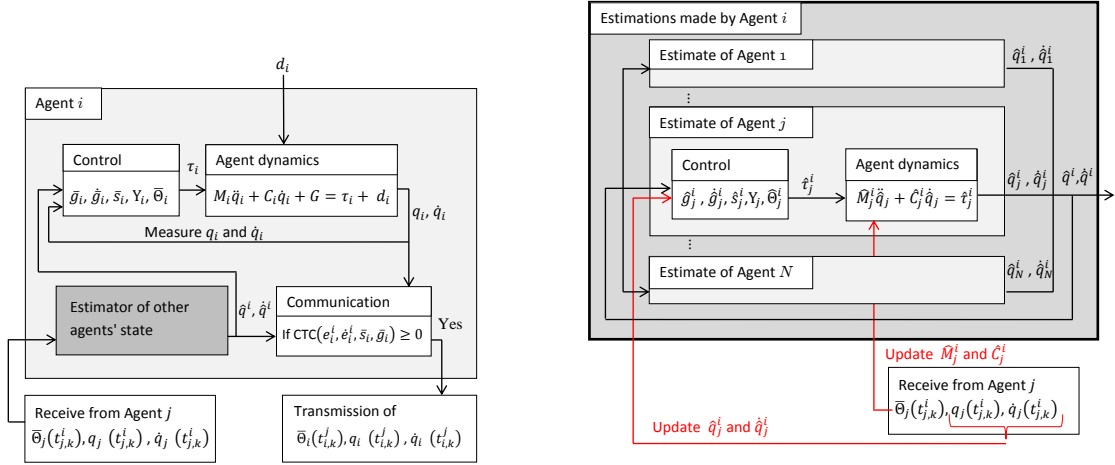 d_i
Agent i
Control
ḡ_i, ġ̄_i, s̄_i, Y_i, Θ̄_i
τ_i
Agent dynamics
M_i q̈_i + C_i q̇_i + G = τ_i + d_i
q_i, q̇_i
Measure q_i and q̇_i
Estimator of other
agents' state
q̂^i, q̂̇^i
Communication
If CTC(e_i^i, ė_i^i, s̄_i, ḡ_i) ≥ 0
Yes
Receive from Agent j
Θ̄_j(t_{j,k}^i), q_j (t_{j,k}^i) , q̇_j (t_{j,k}^i)
Transmission of
Θ̄_i(t_{i,k}^j), q_i (t_{i,k}^j) , q̇_i (t_{i,k}^j)
Estimations made by Agent i
Estimate of Agent 1
q̂_1^i , q̂̇_1^i
⋮
Estimate of Agent j
Control
ĝ_j^i , ĝ̇_j^i, ŝ_j^i, Y_j, Θ̂_j^i
τ̂_j^i
Agent dynamics
M̂_j^i q̂̈_j + Ĉ_j^i q̂̇_j = τ̂_j^i
q̂_j^i , q̂̇_j^i
q̂^i, q̂̇^i
⋮
Estimate of Agent N
q̂_N^i , q̂̇_N^i
Update M̂_j^i and Ĉ_j^i
Receive from Agent j
Θ̄_j(t_{j,k}^i), q_j(t_{j,k}^i), q̇_j(t_{j,k}^i)
Update q̂_j^i and q̂̇_j^i